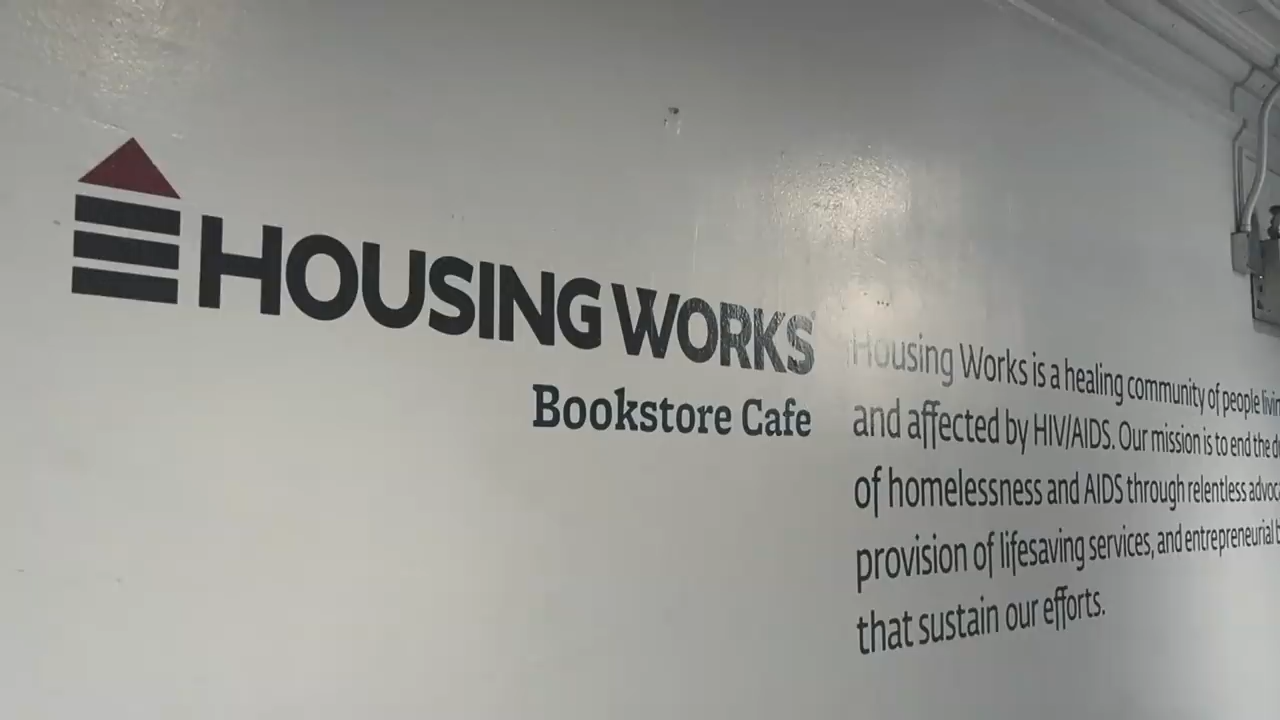 HOUSING WORKS
Bookstore Cafe
Housing Works is a healing community of people
and affected by HIV/AIDS. Our mission is to end the
of homelessness and AIDS through relentless
provision of lifesaving services, and entrepreneurial
that sustain our efforts.